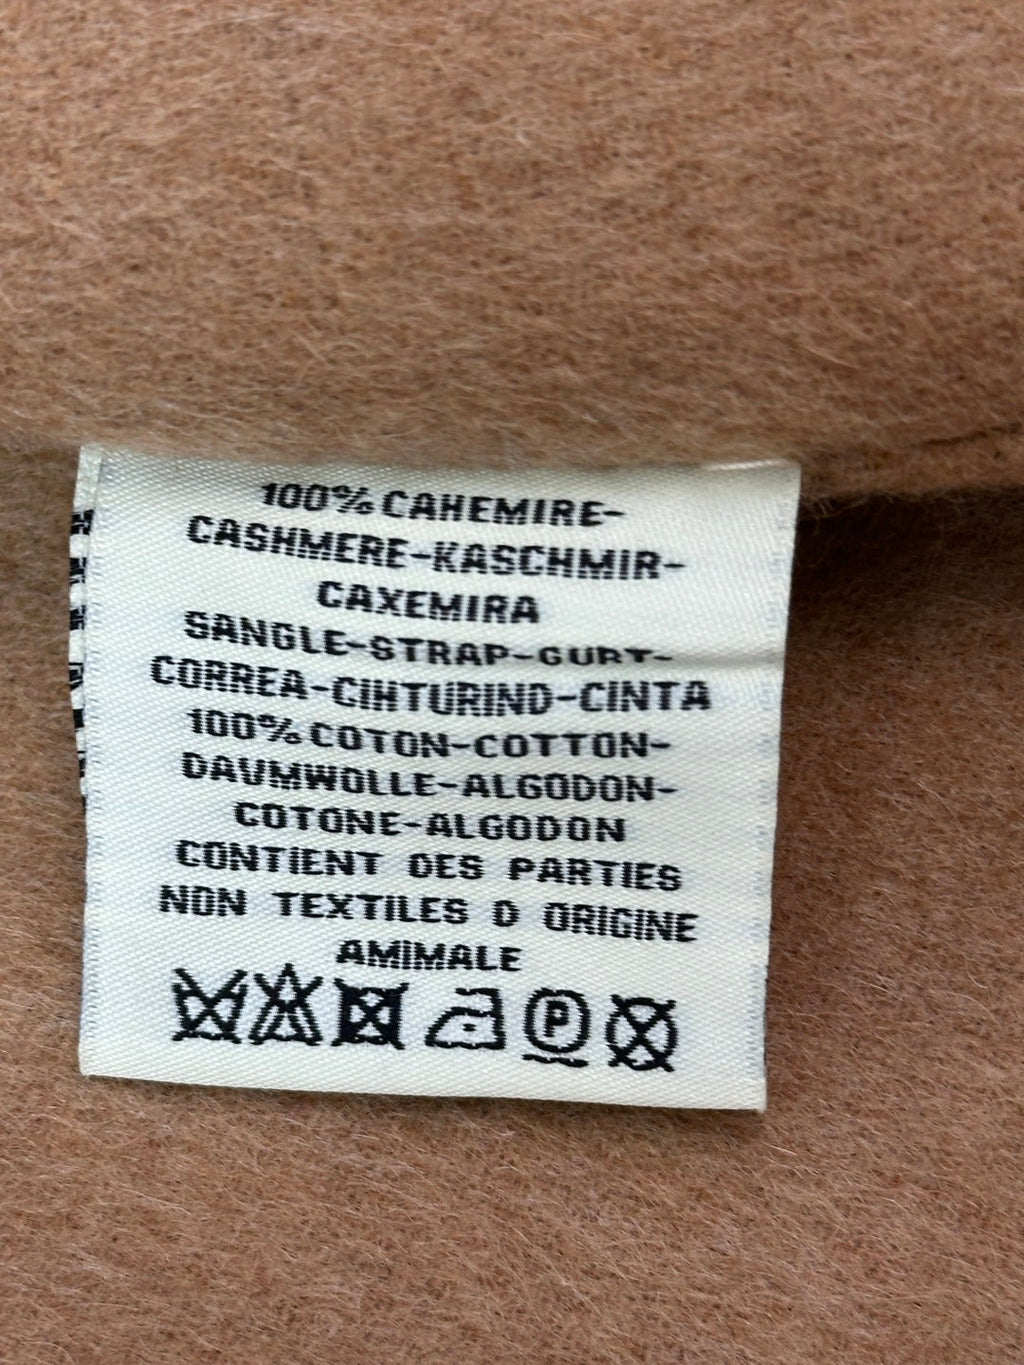 100% CAHEMIRE-
CASHMERE-KASCHMIR-
CAXEMIRA
SANGLE-STRAP-GURT-
CORREA-CIHTURIND-CINTA
100% COTON-COTTON-
DAUMWOLLE-ALGODON-
COTONE-ALGODON
CONTIENT DES PARTIES
NON TEXTILES D ORIGINE
AMIMALE
P